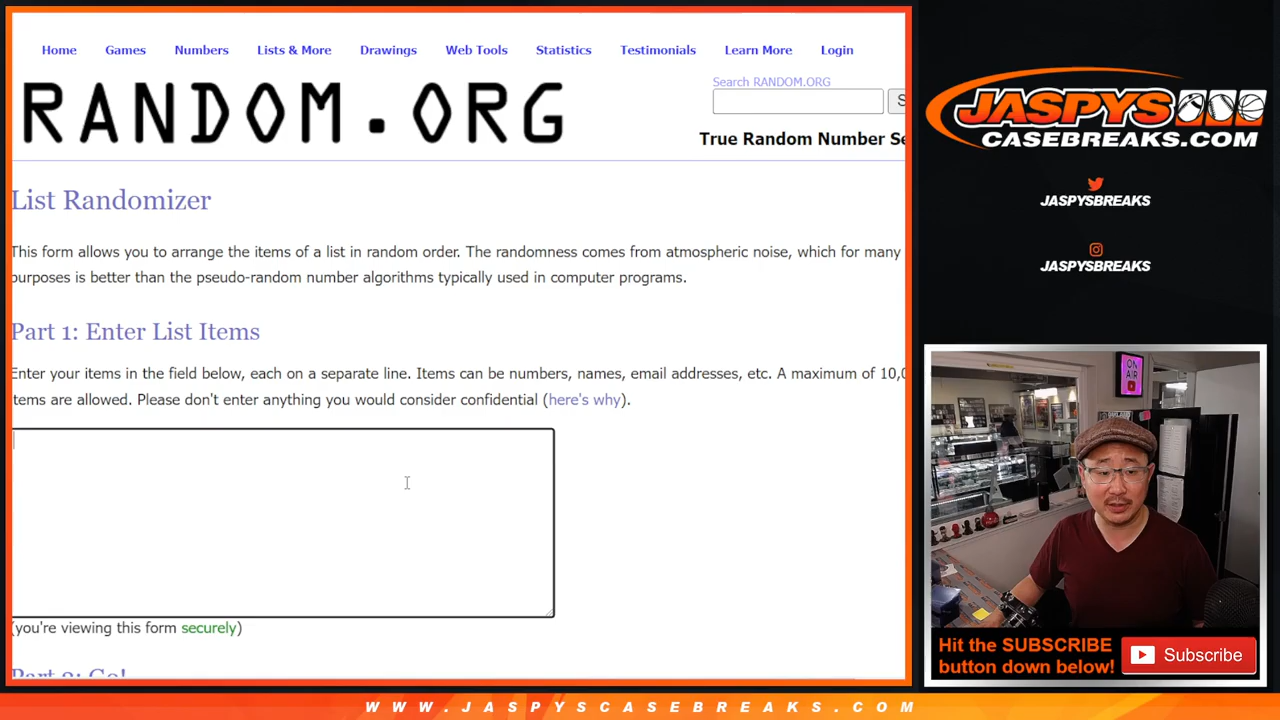 Home Games Numbers Lists & More Drawings Web Tools Statistics Testimonials Learn More Login
RANDOM.ORG
Search RANDOM.ORG
S
True Random Number Se
List Randomizer
This form allows you to arrange the items of a list in random order. The randomness comes from atmospheric noise, which for many
purposes is better than the pseudo-random number algorithms typically used in computer programs.
Part 1: Enter List Items
Enter your items in the field below, each on a separate line. Items can be numbers, names, email addresses, etc. A maximum of 10,0
tems are allowed. Please don't enter anything you would consider confidential (here's why).
(you're viewing this form securely)
Part 2: Go!
JASPYS
CASEBREAKS.COM
JASPYSBREAKS
JASPYSBREAKS
ON
AIR
Hit the SUBSCRIBE
button down below!
Subscribe
WWW.JASPYSCASEBREAKS.COM